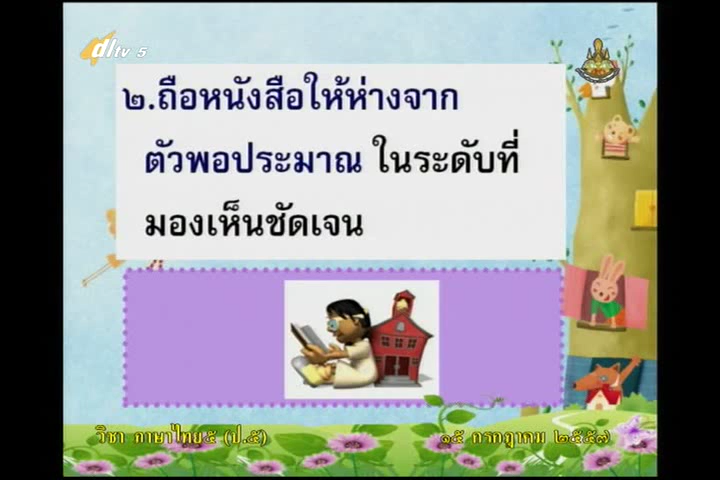 dltv 5
๒.ถือหนังสือให้ห่างจาก
ตัวพอประมาณ ในระดับที่
มองเห็นชัดเจน
วิชา ภาษาไทย๕ (ป.๕)
๑๕ กรกฎาคม ๒๕๕๗